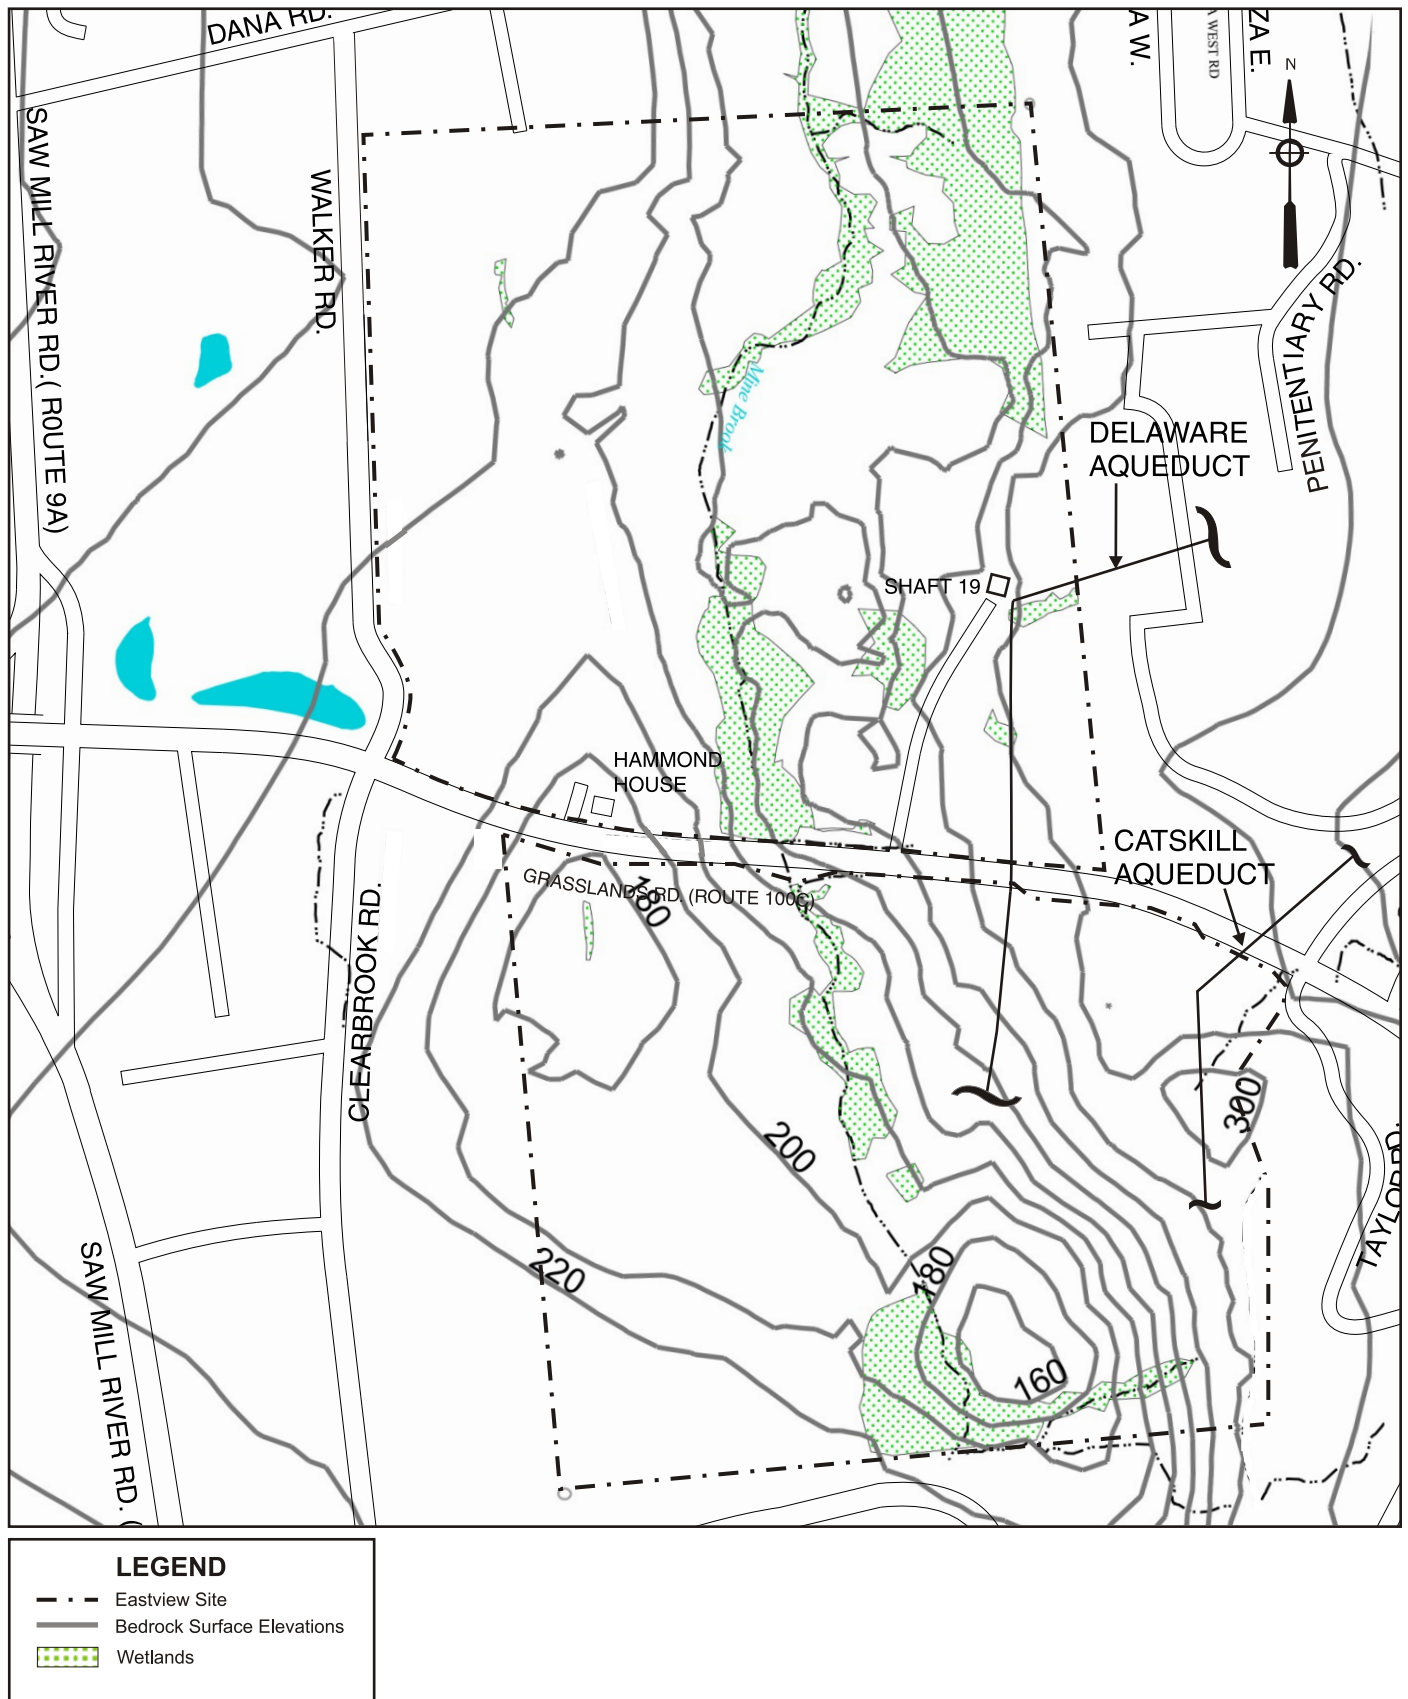 DANA RD.
A W.
A WEST RD
ZA E.
N
SAW MILL RIVER RD.( ROUTE 9A)
WALKER RD.
PENITENTIARY RD.
Mine Brook
DELAWARE
AQUEDUCT
SHAFT 19
HAMMOND
HOUSE
CATSKILL
AQUEDUCT
GRASSLANDS RD. (ROUTE 100C)
180
CLEARBROOK RD.
300
200
TAYLOR RD.
220
180
160
SAW MILL RIVER RD. (
LEGEND
Eastview Site
Bedrock Surface Elevations
Wetlands